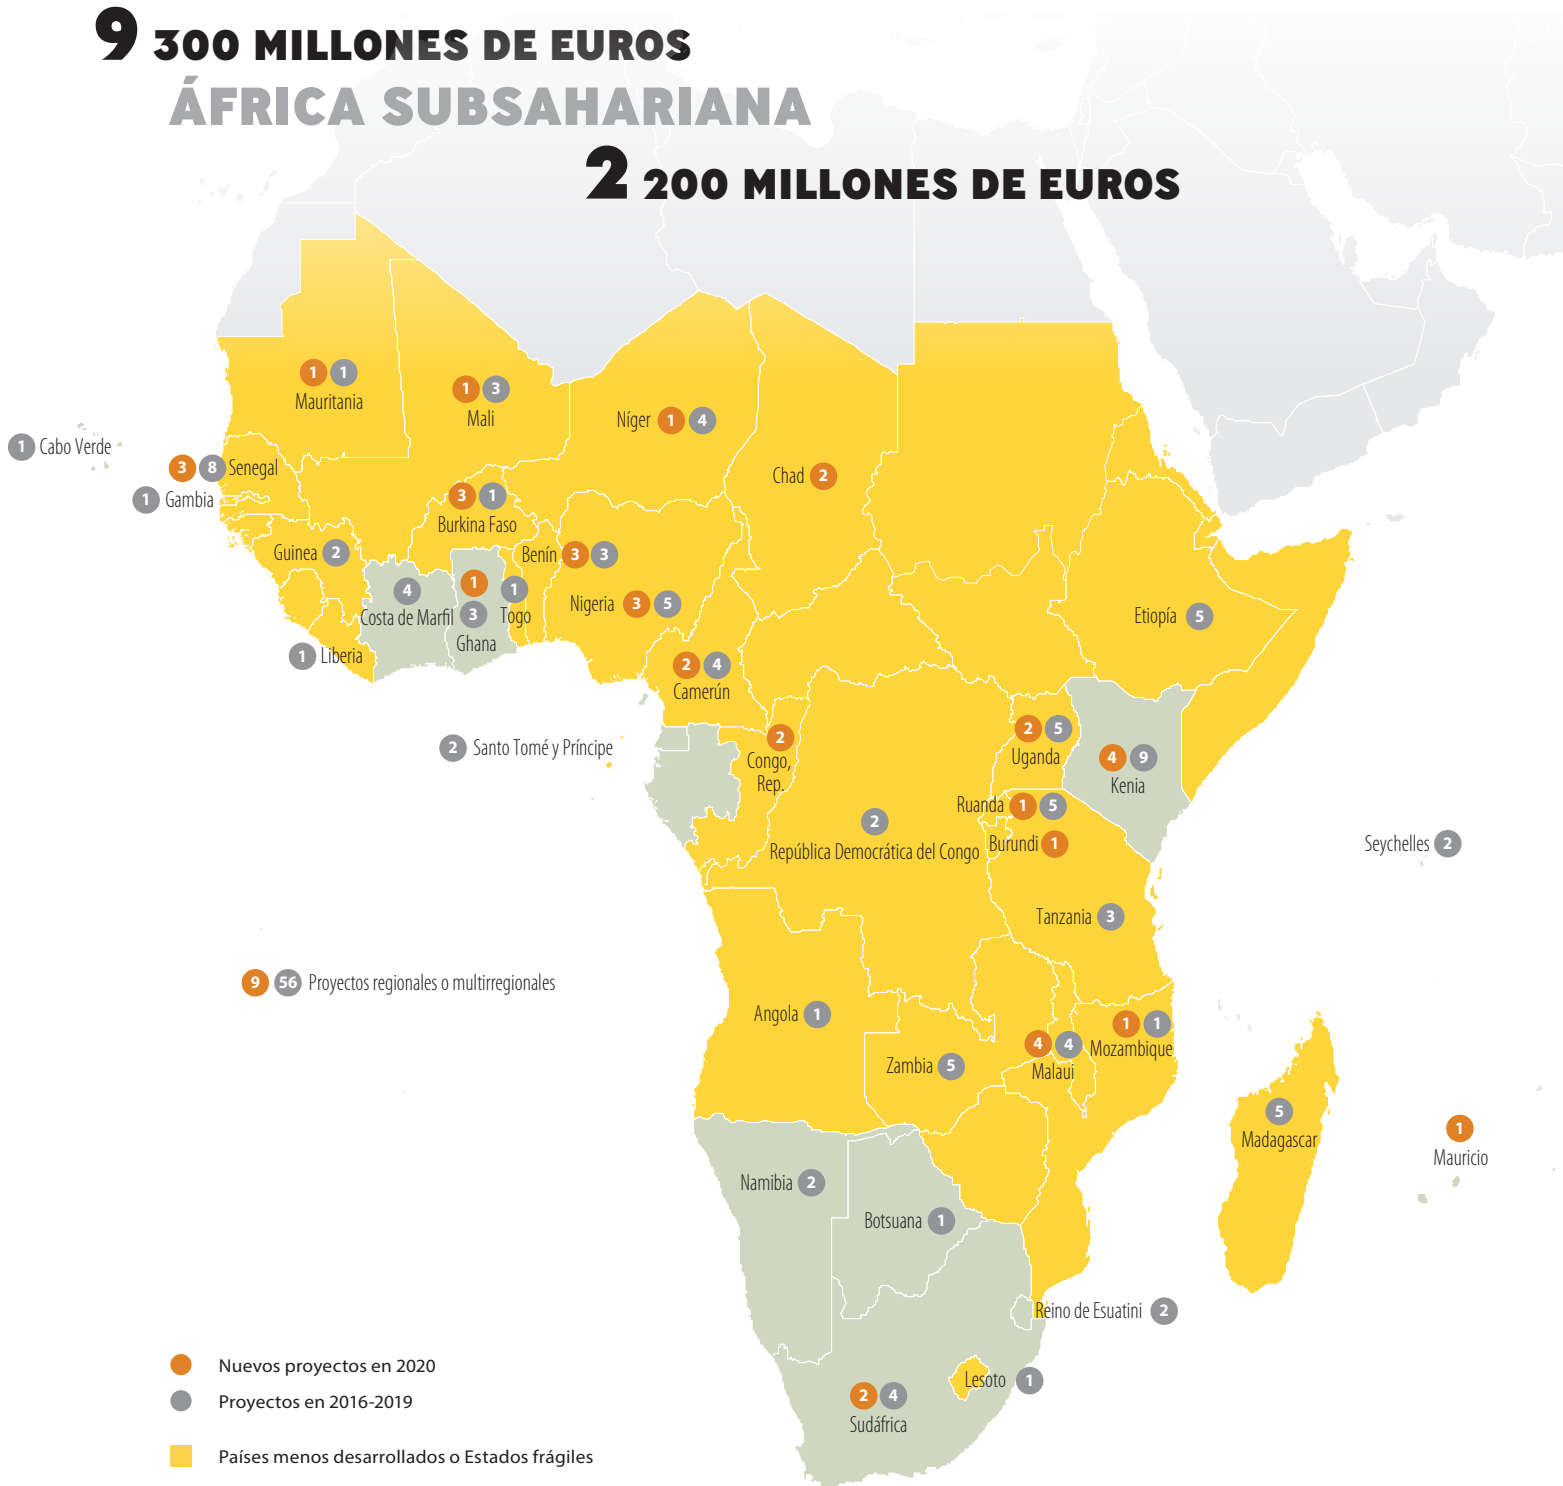 9 300 MILLONES DE EUROS
ÁFRICA SUBSAHARIANA
2 200 MILLONES DE EUROS
1 1
Mauritania
1 3
Mali
Níger 1 4
1 Cabo Verde
3 8 Senegal
Chad 2
1 Gambia
3 1
Burkina Faso
Guinea 2
Benín 3 3
4
Costa de Marfil
1
3
Ghana
1
Togo
Nigeria 3 5
Etiopía 5
1 Liberia
2 4
Camerún
2 Santo Tomé y Príncipe
2
Congo,
Rep.
2 5
Uganda
4 9
Kenia
Ruanda 1 5
2
República Democrática del Congo
Burundi 1
Seychelles 2
Tanzania 3
9 56 Proyectos regionales o multirregionales
Angola 1
1 1
Mozambique
4 4
Malaui
Zambia 5
5
Madagascar
1
Mauricio
Namibia 2
Botsuana 1
Reino de Esuatini 2
Lesoto 1
2 4
Sudáfrica
Nuevos proyectos en 2020
Proyectos en 2016-2019
Países menos desarrollados o Estados frágiles